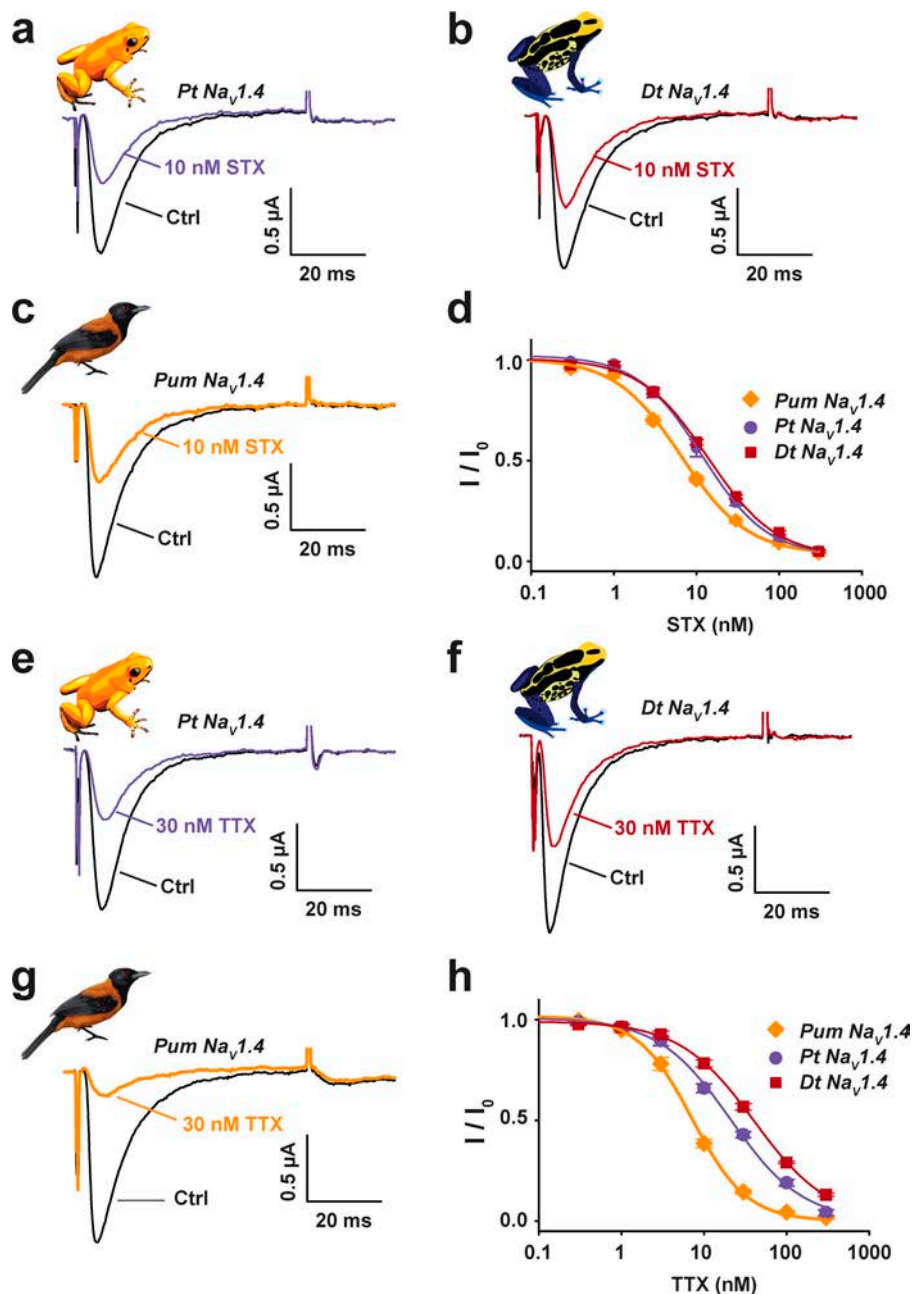 a
Pt NaV1.4
10 nM STX
Ctrl
0.5 µA
20 ms
b
Dt NaV1.4
10 nM STX
Ctrl
0.5 µA
20 ms
c
Pum NaV1.4
10 nM STX
Ctrl
0.5 µA
20 ms
d
1.0
0.5
0.0
I / I0
0.1 1 10 100 1000
STX (nM)
Pum NaV1.4
Pt NaV1.4
Dt NaV1.4
e
Pt NaV1.4
30 nM TTX
Ctrl
0.5 µA
20 ms
f
Dt NaV1.4
30 nM TTX
Ctrl
0.5 µA
20 ms
g
Pum NaV1.4
30 nM TTX
Ctrl
0.5 µA
20 ms
h
1.0
0.5
0.0
I / I0
0.1 1 10 100 1000
TTX (nM)
Pum NaV1.4
Pt NaV1.4
Dt NaV1.4